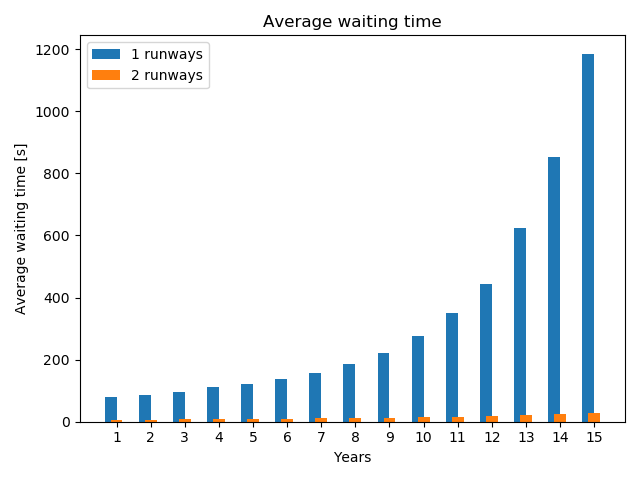 Average waiting time
1 runways
2 runways
1200
1000
800
600
400
200
0
Average waiting time [s]
1 2 3 4 5 6 7 8 9 10 11 12 13 14 15
Years